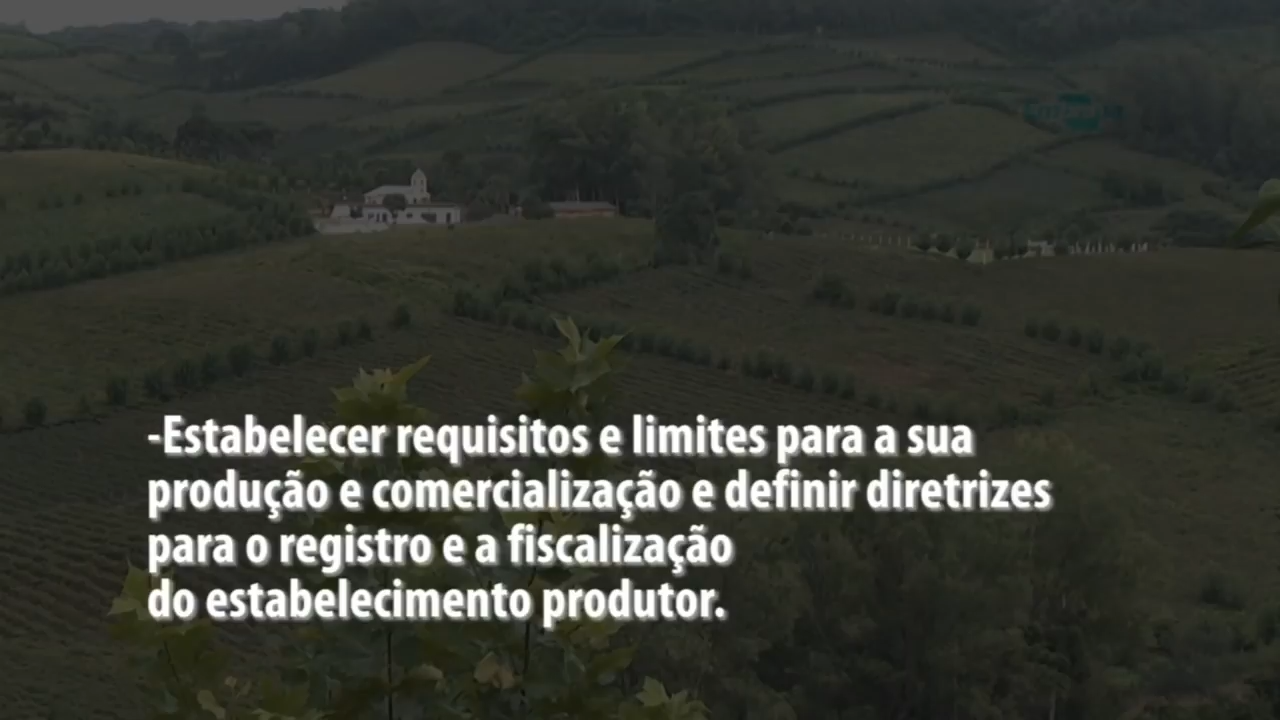 -Estabelecer requisitos e limites para a sua
produção e comercialização e definir diretrizes
para o registro e a fiscalização
do estabelecimento produtor.